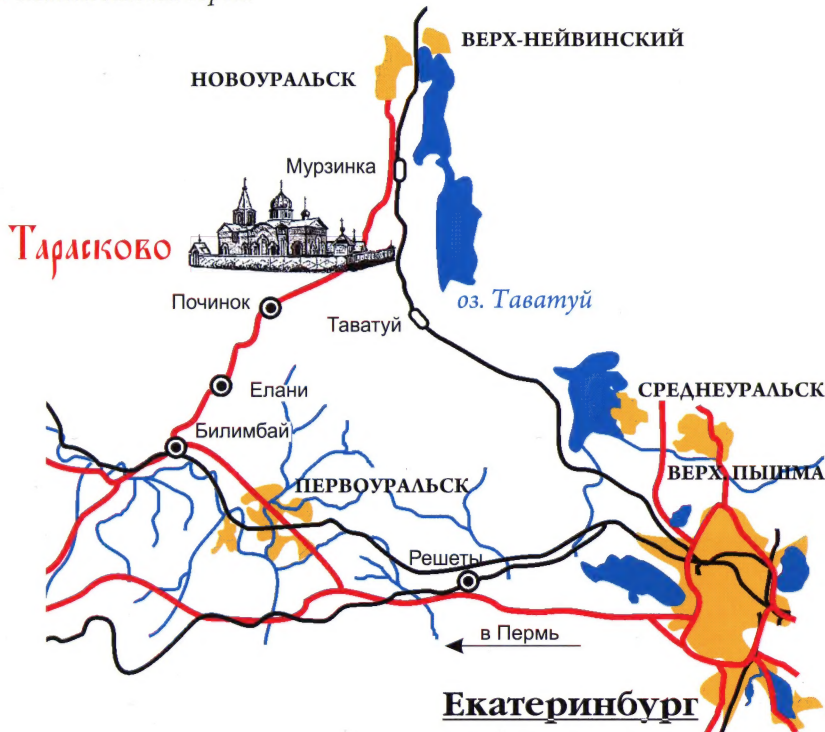 ВЕРХ-НЕЙВИНСКИЙ
НОВОУРАЛЬСК
Мурзинка
Тарасково
Починок
оз. Таватуй
Таватуй
Елани
СРЕДНЕУРАЛЬСК
Билимбай
ВЕРХ. ПЫШМА
ПЕРВОУРАЛЬСК
Решеты
в Пермь
Екатеринбург